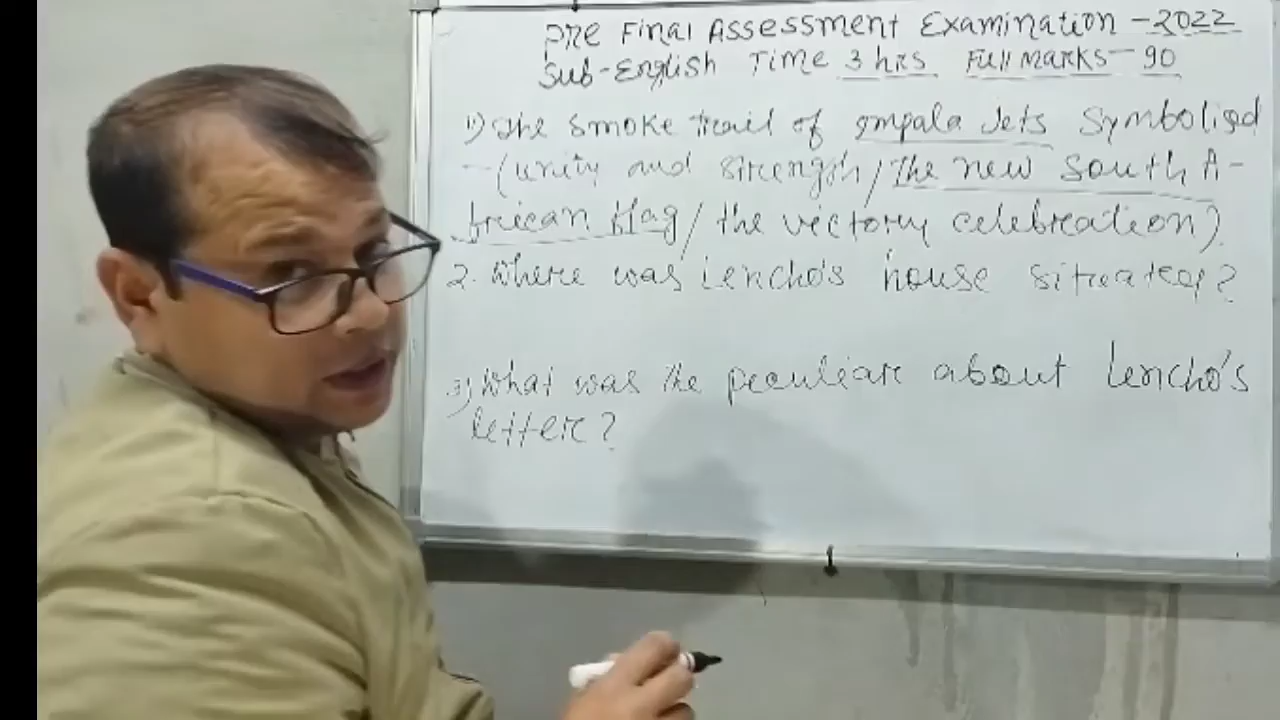 Pre Final Assessment Examination - 2022
Sub-English Time 3 hrs Full Marks - 90
1) The smoke trail of Impala Jets Symbolised
-- (unity and strength / The new South A-
frican flag / the victory celebration).
2. Where was Lencho's house situated?
3) What was the peculiar about Lencho's
letter?